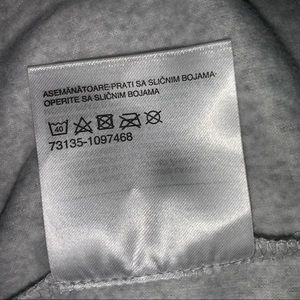 ASEMĂNĂTOARE·PRATI SA SLIČNIM BOJAMA·
OPERITE SA SLIČNIM BOJAMA
40
73135-1097468